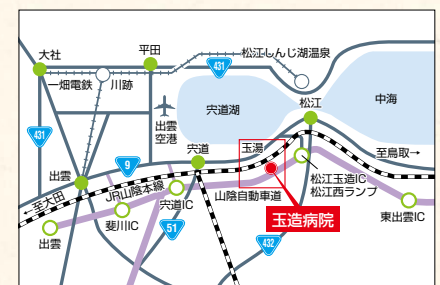 大社
平田
松江しんじ湖温泉
431
一畑電鉄
川跡
出雲
空港
宍道湖
松江
中海
431
宍道
玉湯
至鳥取→
9
出雲
←至大田
JR山陰本線
宍道IC
山陰自動車道
松江玉造IC
松江西ランプ
斐川IC
出雲
51
玉造病院
432
東出雲IC